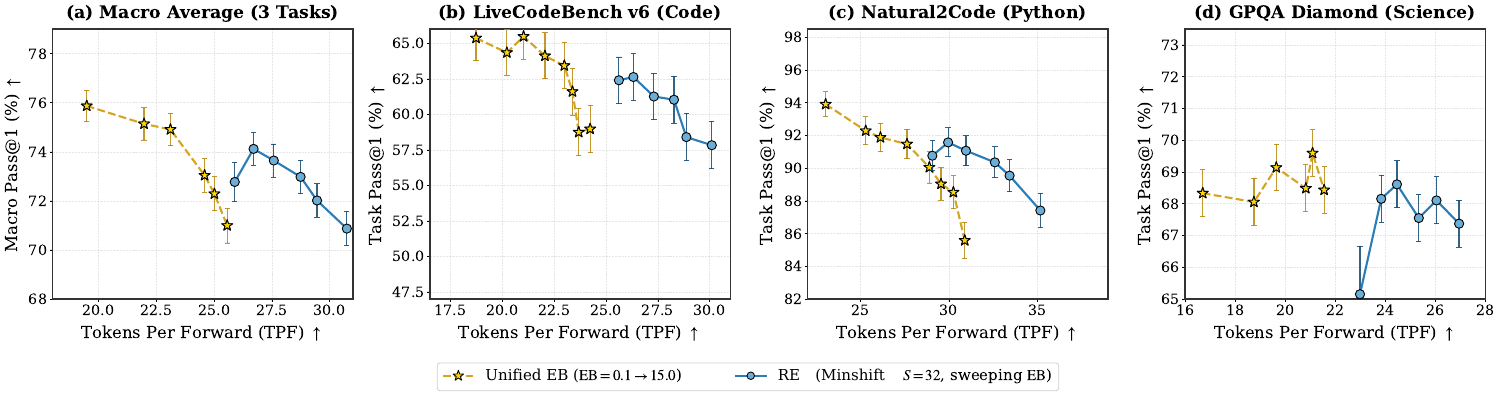 (a) Macro Average (3 Tasks)
Macro Pass@1 (%) ↑
78
76
74
72
70
68
20.0 22.5 25.0 27.5 30.0
Tokens Per Forward (TPF) ↑
(b) LiveCodeBench v6 (Code)
Task Pass@1 (%) ↑
65.0
62.5
60.0
57.5
55.0
52.5
50.0
47.5
17.5 20.0 22.5 25.0 27.5 30.0
Tokens Per Forward (TPF) ↑
(c) Natural2Code (Python)
Task Pass@1 (%) ↑
98
96
94
92
90
88
86
84
82
25 30 35
Tokens Per Forward (TPF) ↑
(d) GPQA Diamond (Science)
Task Pass@1 (%) ↑
73
72
71
70
69
68
67
66
65
16 18 20 22 24 26 28
Tokens Per Forward (TPF) ↑
Unified EB (EB = 0.1 → 15.0)
RE (Minshift S=32, sweeping EB)